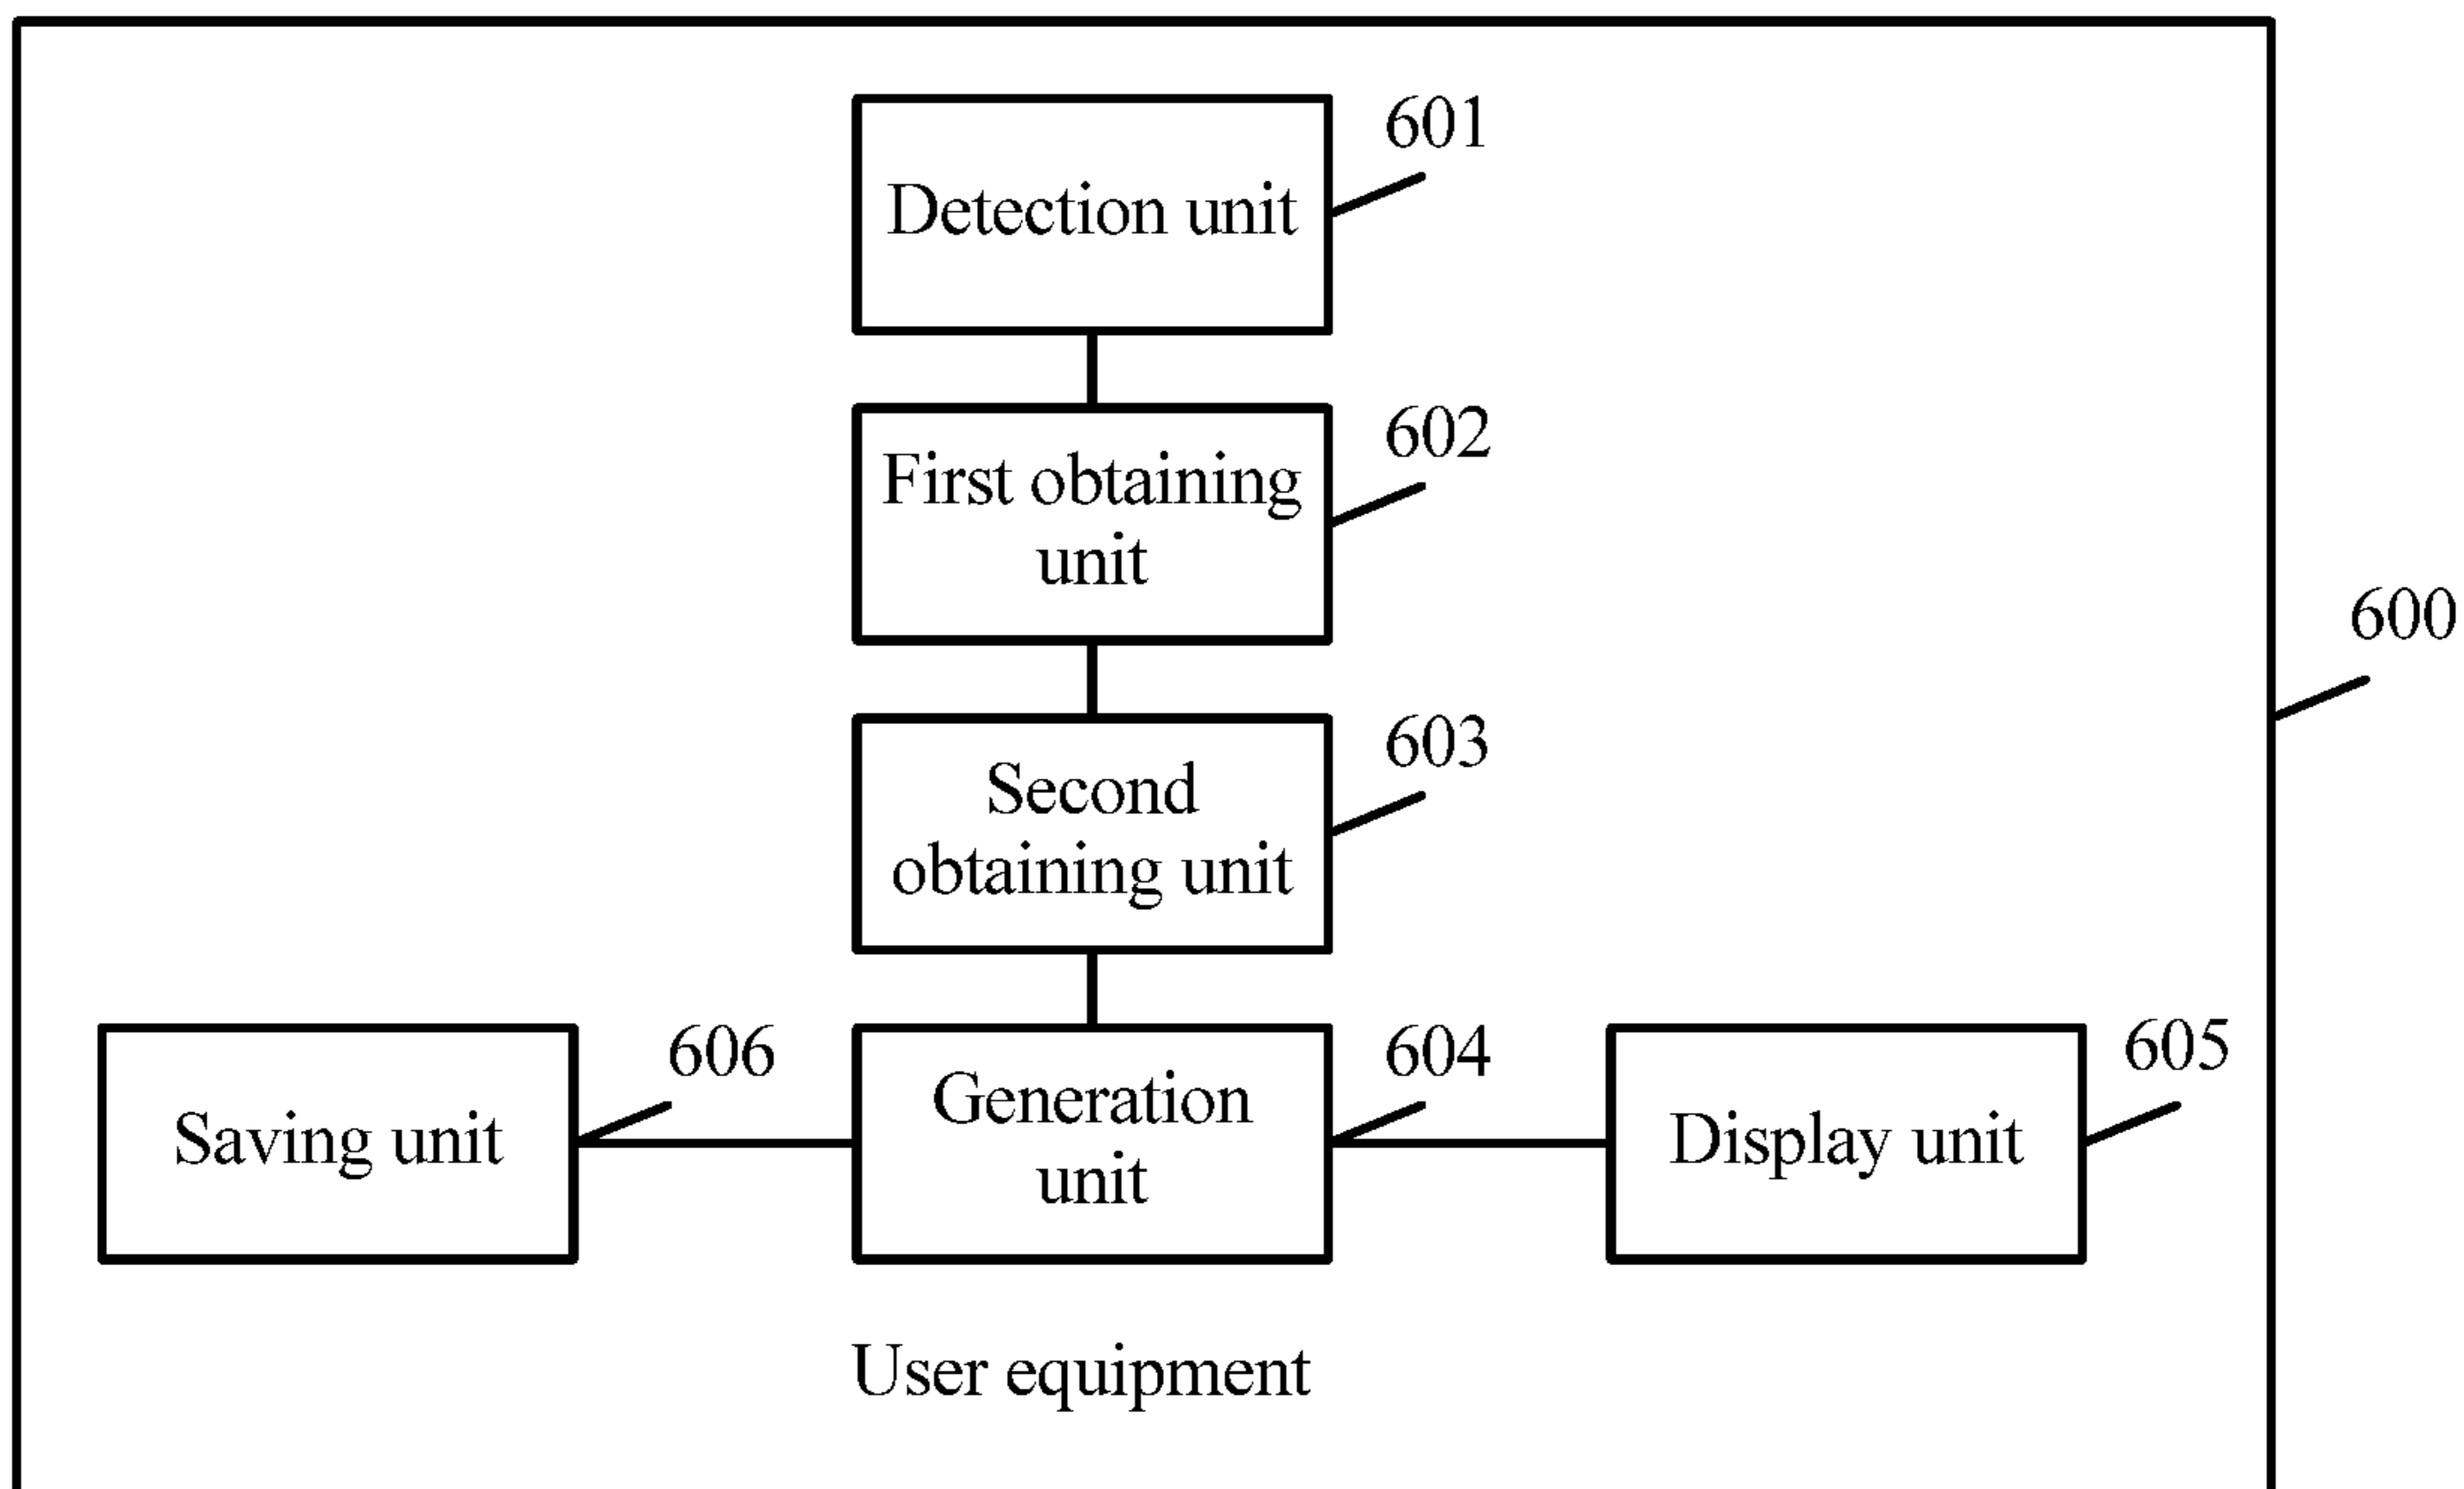 601
Detection unit
602
First obtaining
unit
600
603
Second
obtaining unit
606
604
605
Saving unit
Generation
unit
Display unit
User equipment